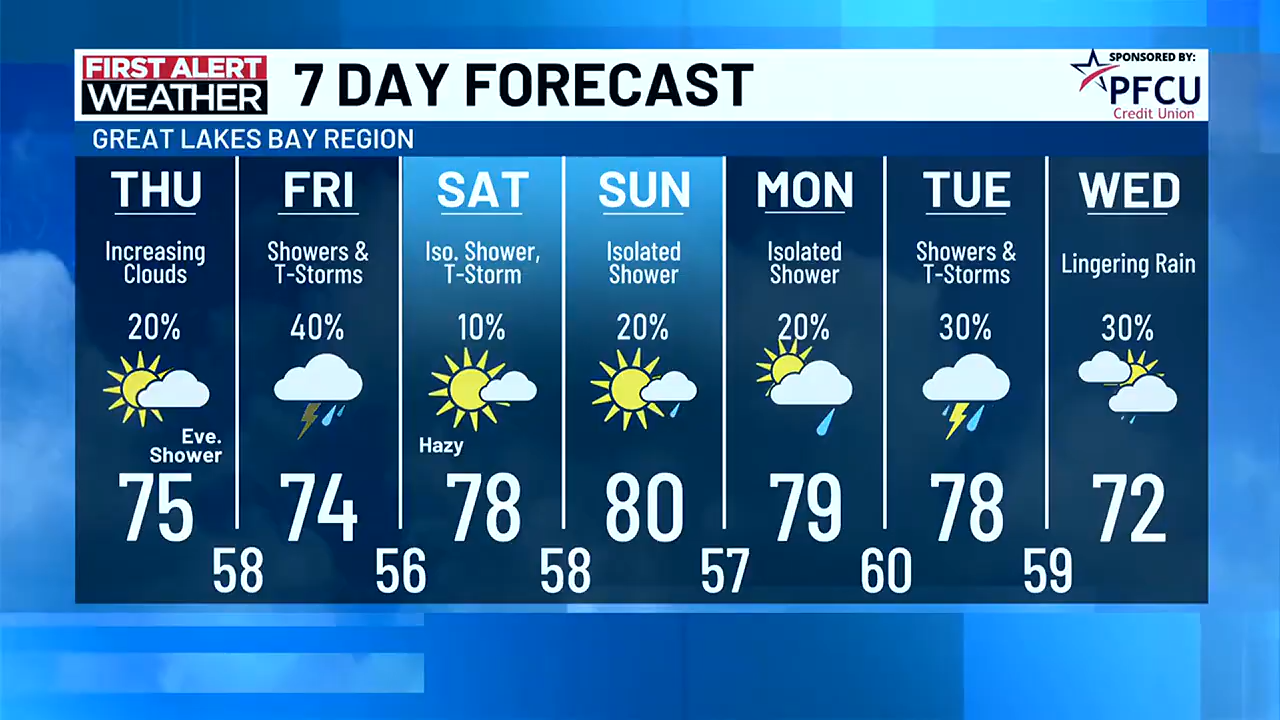 FIRST ALERT
WEATHER
7 DAY FORECAST
SPONSORED BY:
PFCU
Credit Union
GREAT LAKES BAY REGION
THU
Increasing
Clouds
20%
Eve.
Shower
75
58
FRI
Showers &
T-Storms
40%
74
56
SAT
Iso. Shower,
T-Storm
10%
Hazy
78
58
SUN
Isolated
Shower
20%
80
57
MON
Isolated
Shower
20%
79
60
TUE
Showers &
T-Storms
30%
78
59
WED
Lingering Rain
30%
72